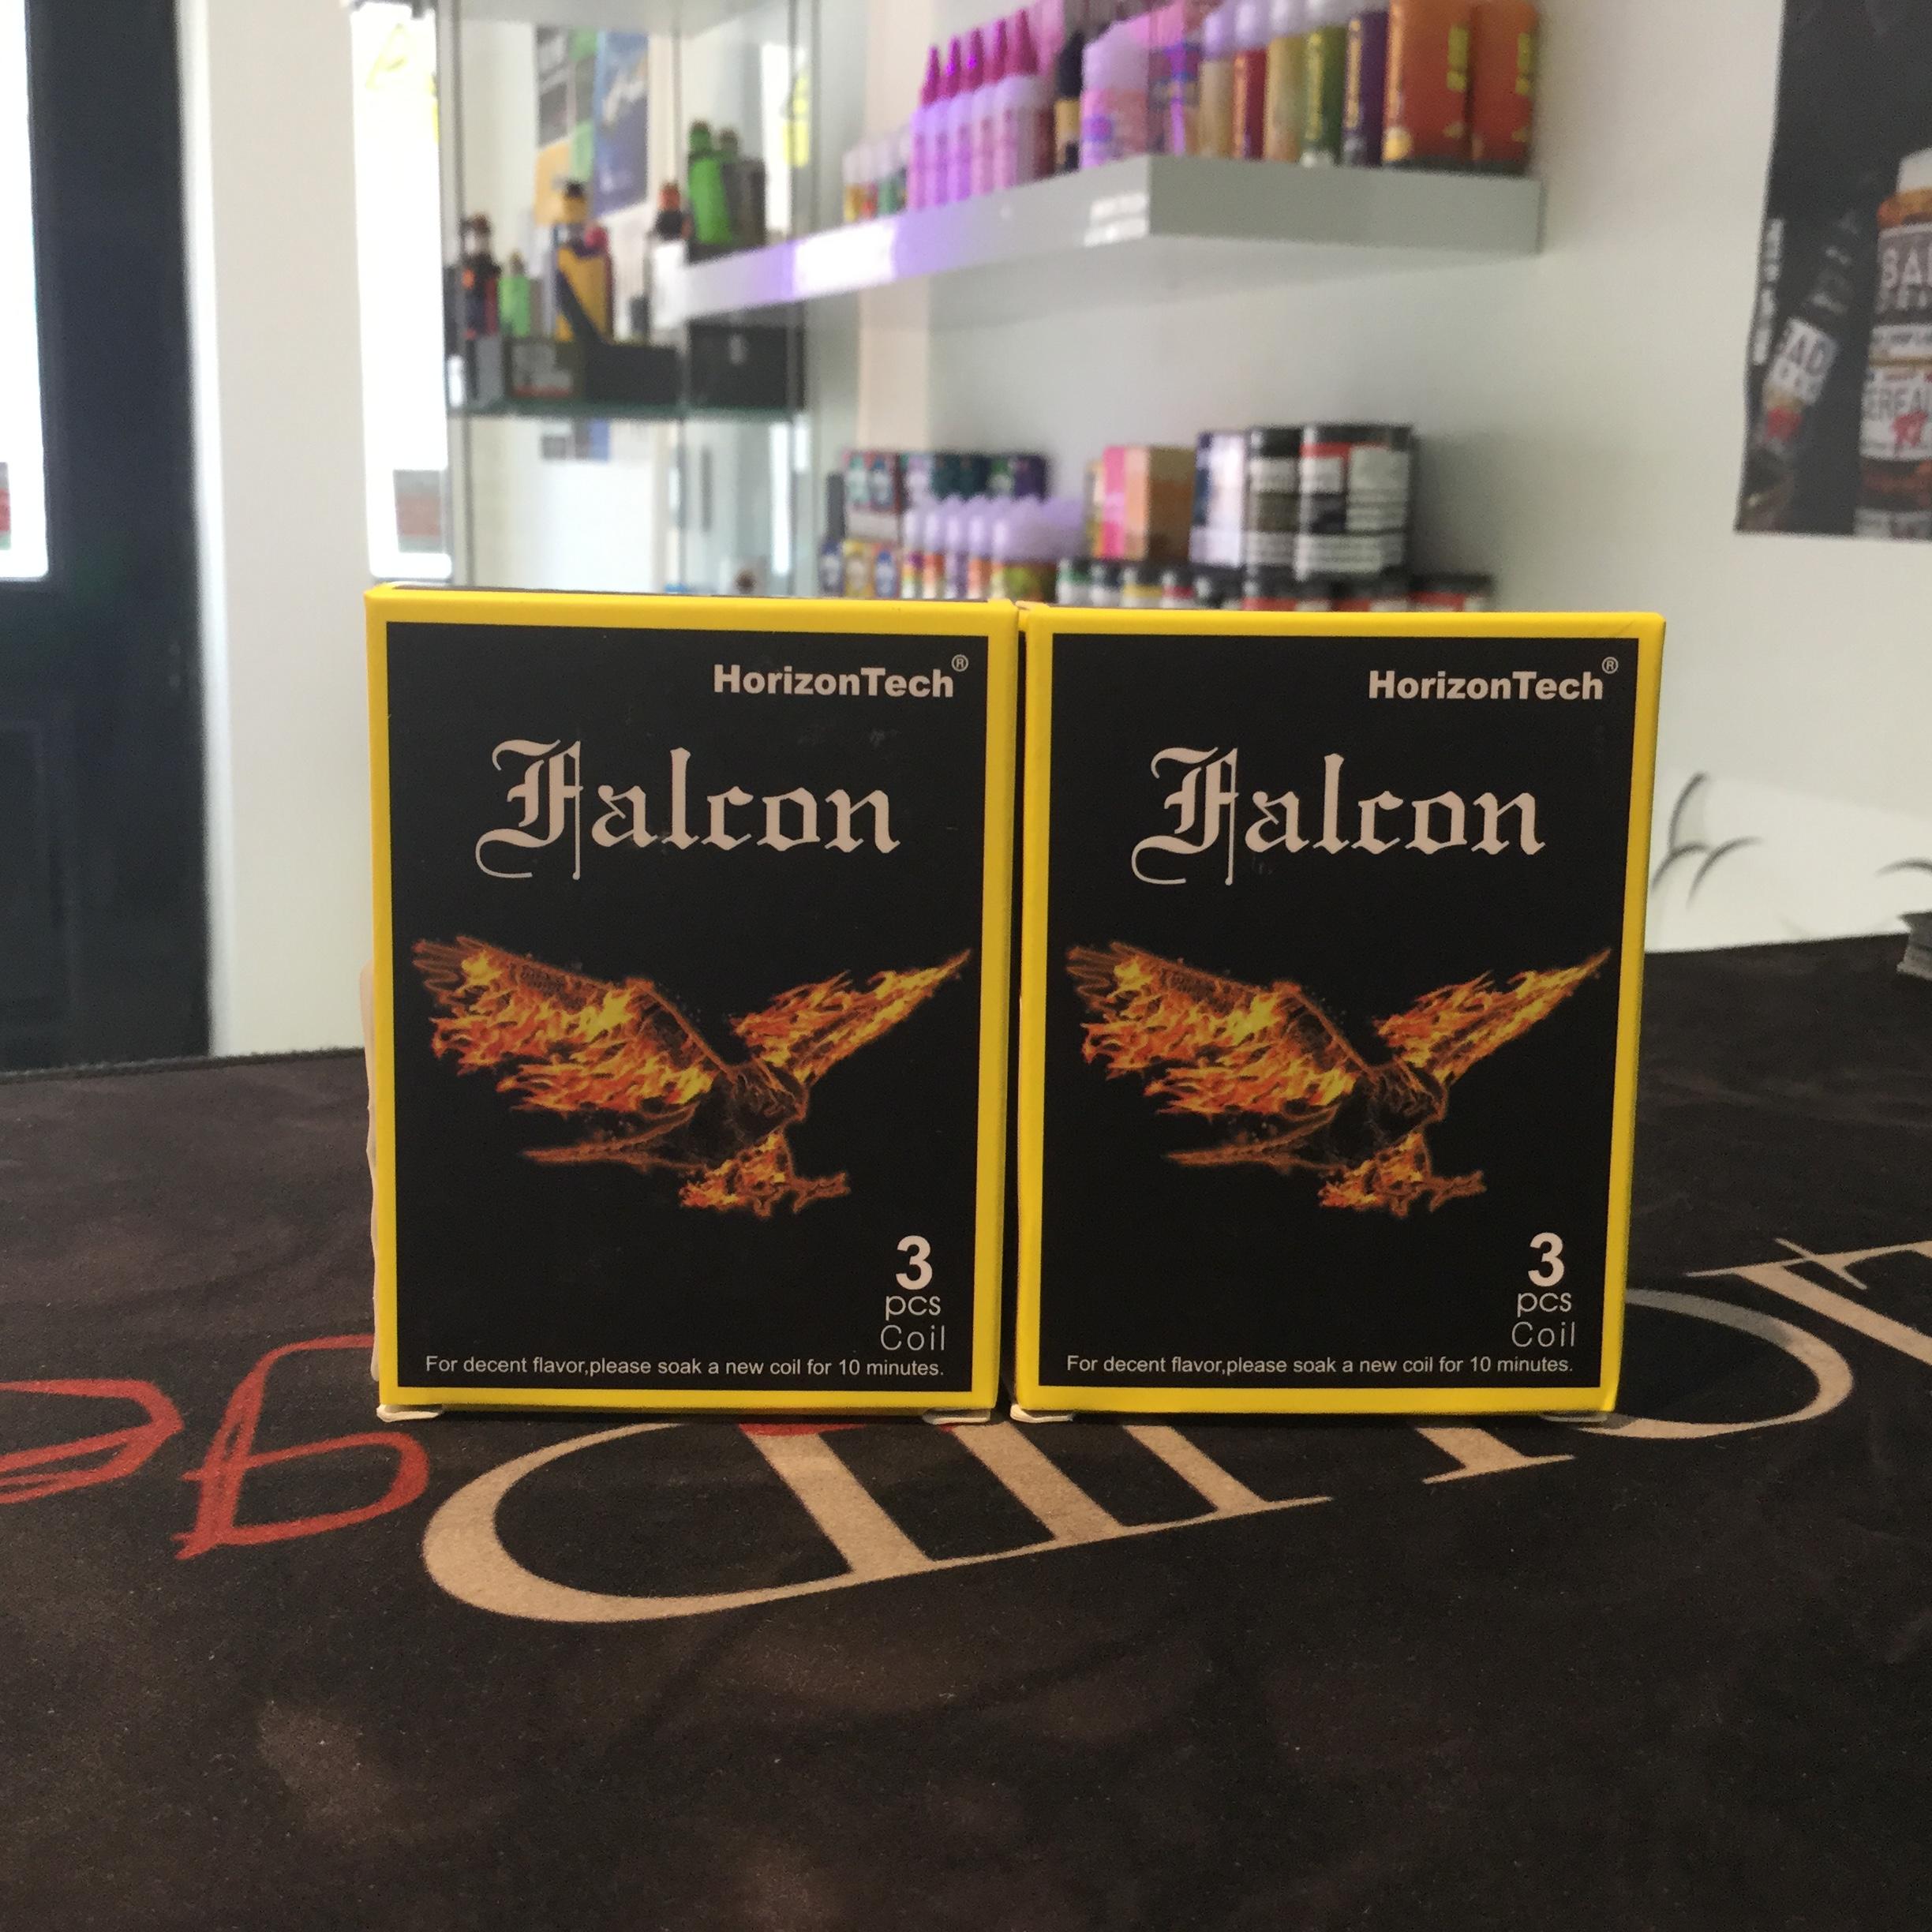 HorizonTech®
Falcon
3
pcs
Coil
For decent flavor,please soak a new coil for 10 minutes.
HorizonTech®
Falcon
3
pcs
Coil
For decent flavor,please soak a new coil for 10 minutes.